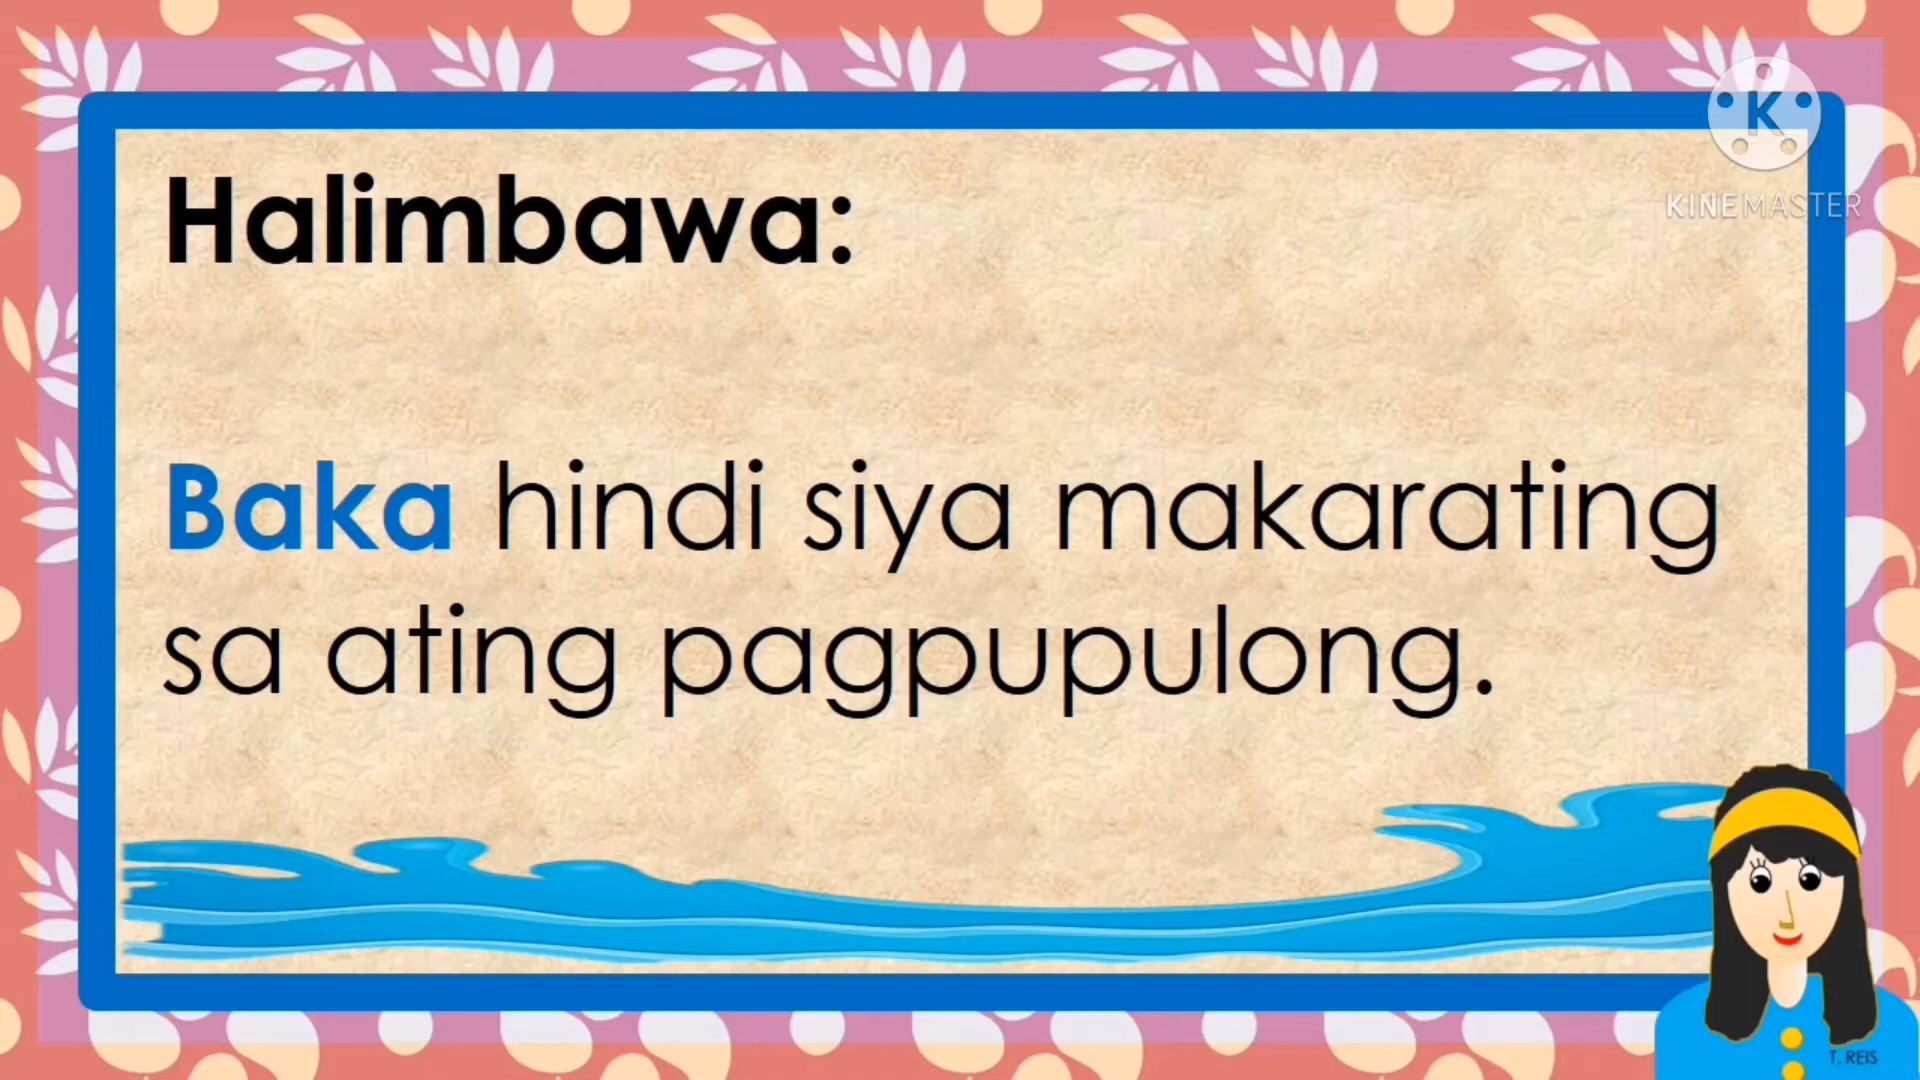 K
KINEMASTER
Halimbawa:
Baka hindi siya makarating
sa ating pagpupulong.
T. REIS